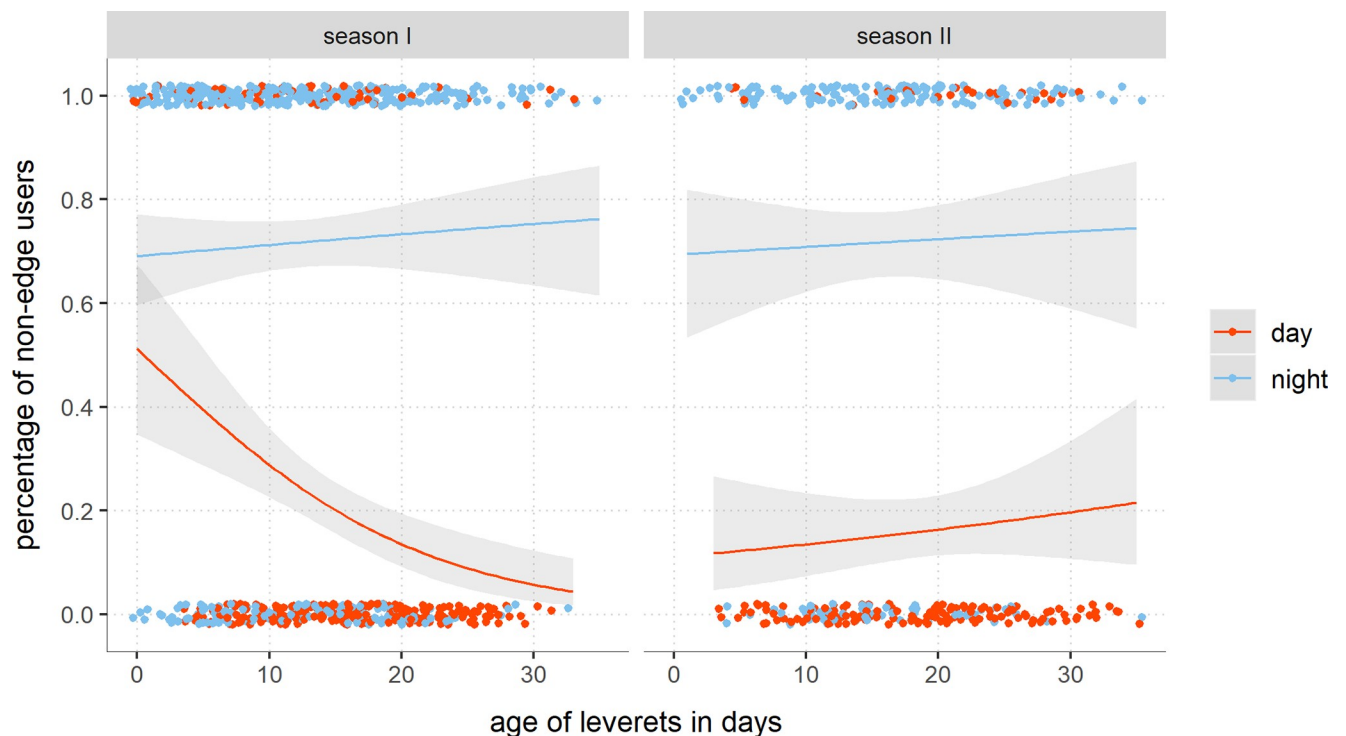 season I
season II
percentage of non-edge users
1.0
0.8
0.6
0.4
0.2
0.0
0
10
20
30
0
10
20
30
age of leverets in days
day
night